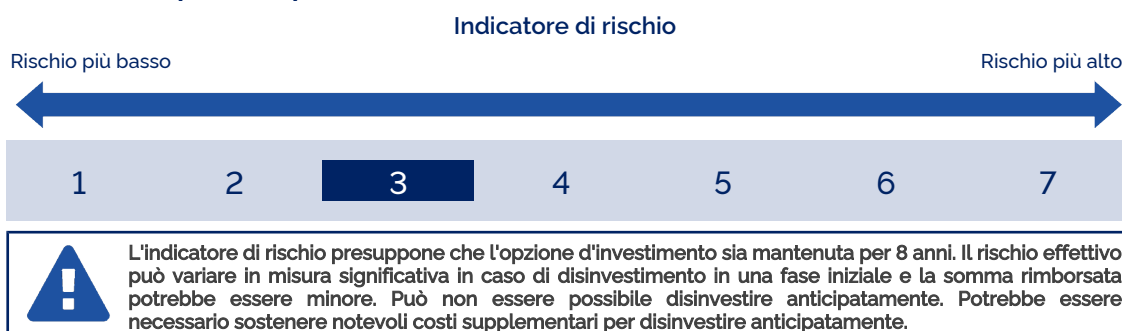 Indicatore di rischio
Rischio più basso Rischio più alto
1 2 3 4 5 6 7
L'indicatore di rischio presuppone che l'opzione d'investimento sia mantenuta per 8 anni. Il rischio effettivo
può variare in misura significativa in caso di disinvestimento in una fase iniziale e la somma rimborsata
potrebbe essere minore. Può non essere possibile disinvestire anticipatamente. Potrebbe essere
necessario sostenere notevoli costi supplementari per disinvestire anticipatamente.